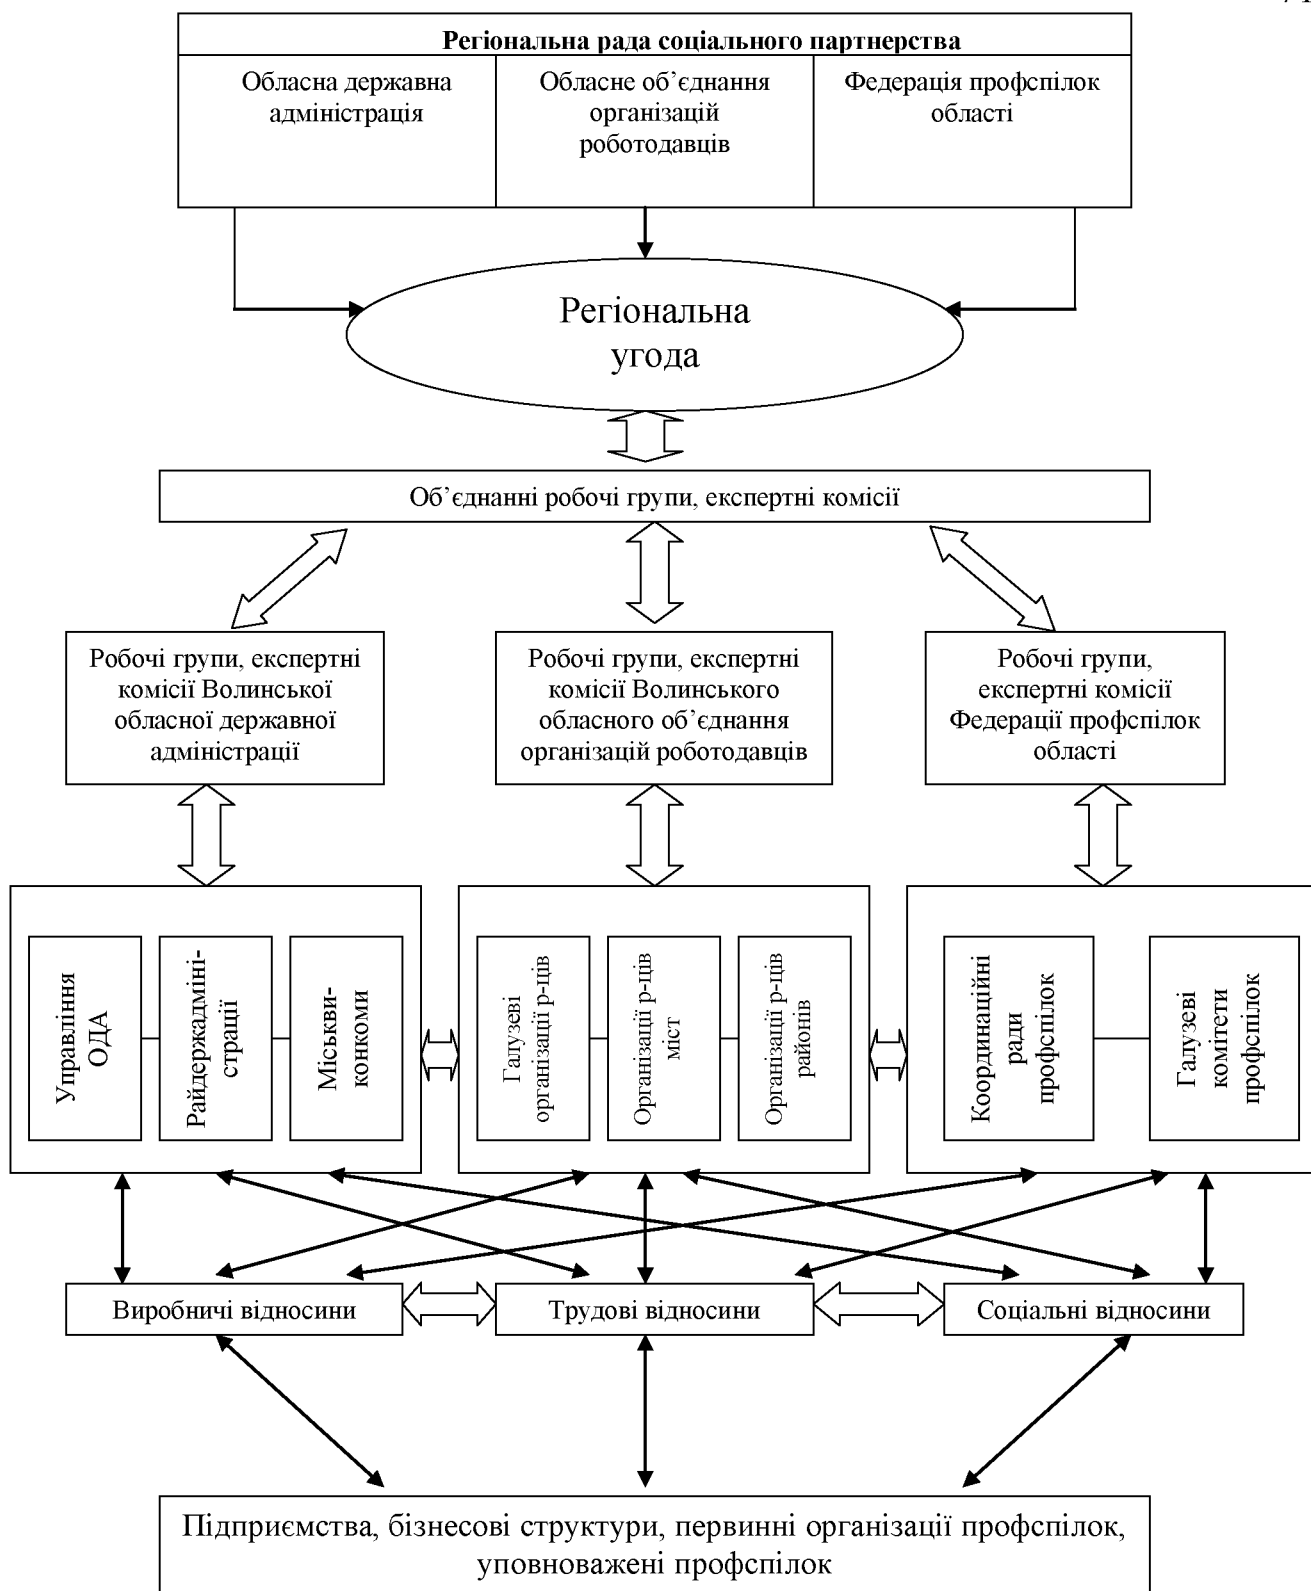 Регіональна рада соціального партнерства
Обласна державна
адміністрація
Обласне об’єднання
організацій
роботодавців
Федерація профспілок
області
Регіональна
угода
Об’єднанні робочі групи, експертні комісії
Робочі групи, експертні
комісії Волинської
обласної державної
адміністрації
Робочі групи, експертні
комісії Волинського
обласного об’єднання
організацій роботодавців
Робочі групи,
експертні комісії
Федерації профспілок
області
Управління
ОДА
Райдержадміні-
страції
Міськви-
конкоми
Галузеві
організації р-ців
Організації р-ців
міст
Організації р-ців
районів
Координаційні
ради
профспілок
Галузеві
комітети
профспілок
Виробничі відносини
Трудові відносини
Соціальні відносини
Підприємства, бізнесові структури, первинні організації профспілок,
уповноважені профспілок